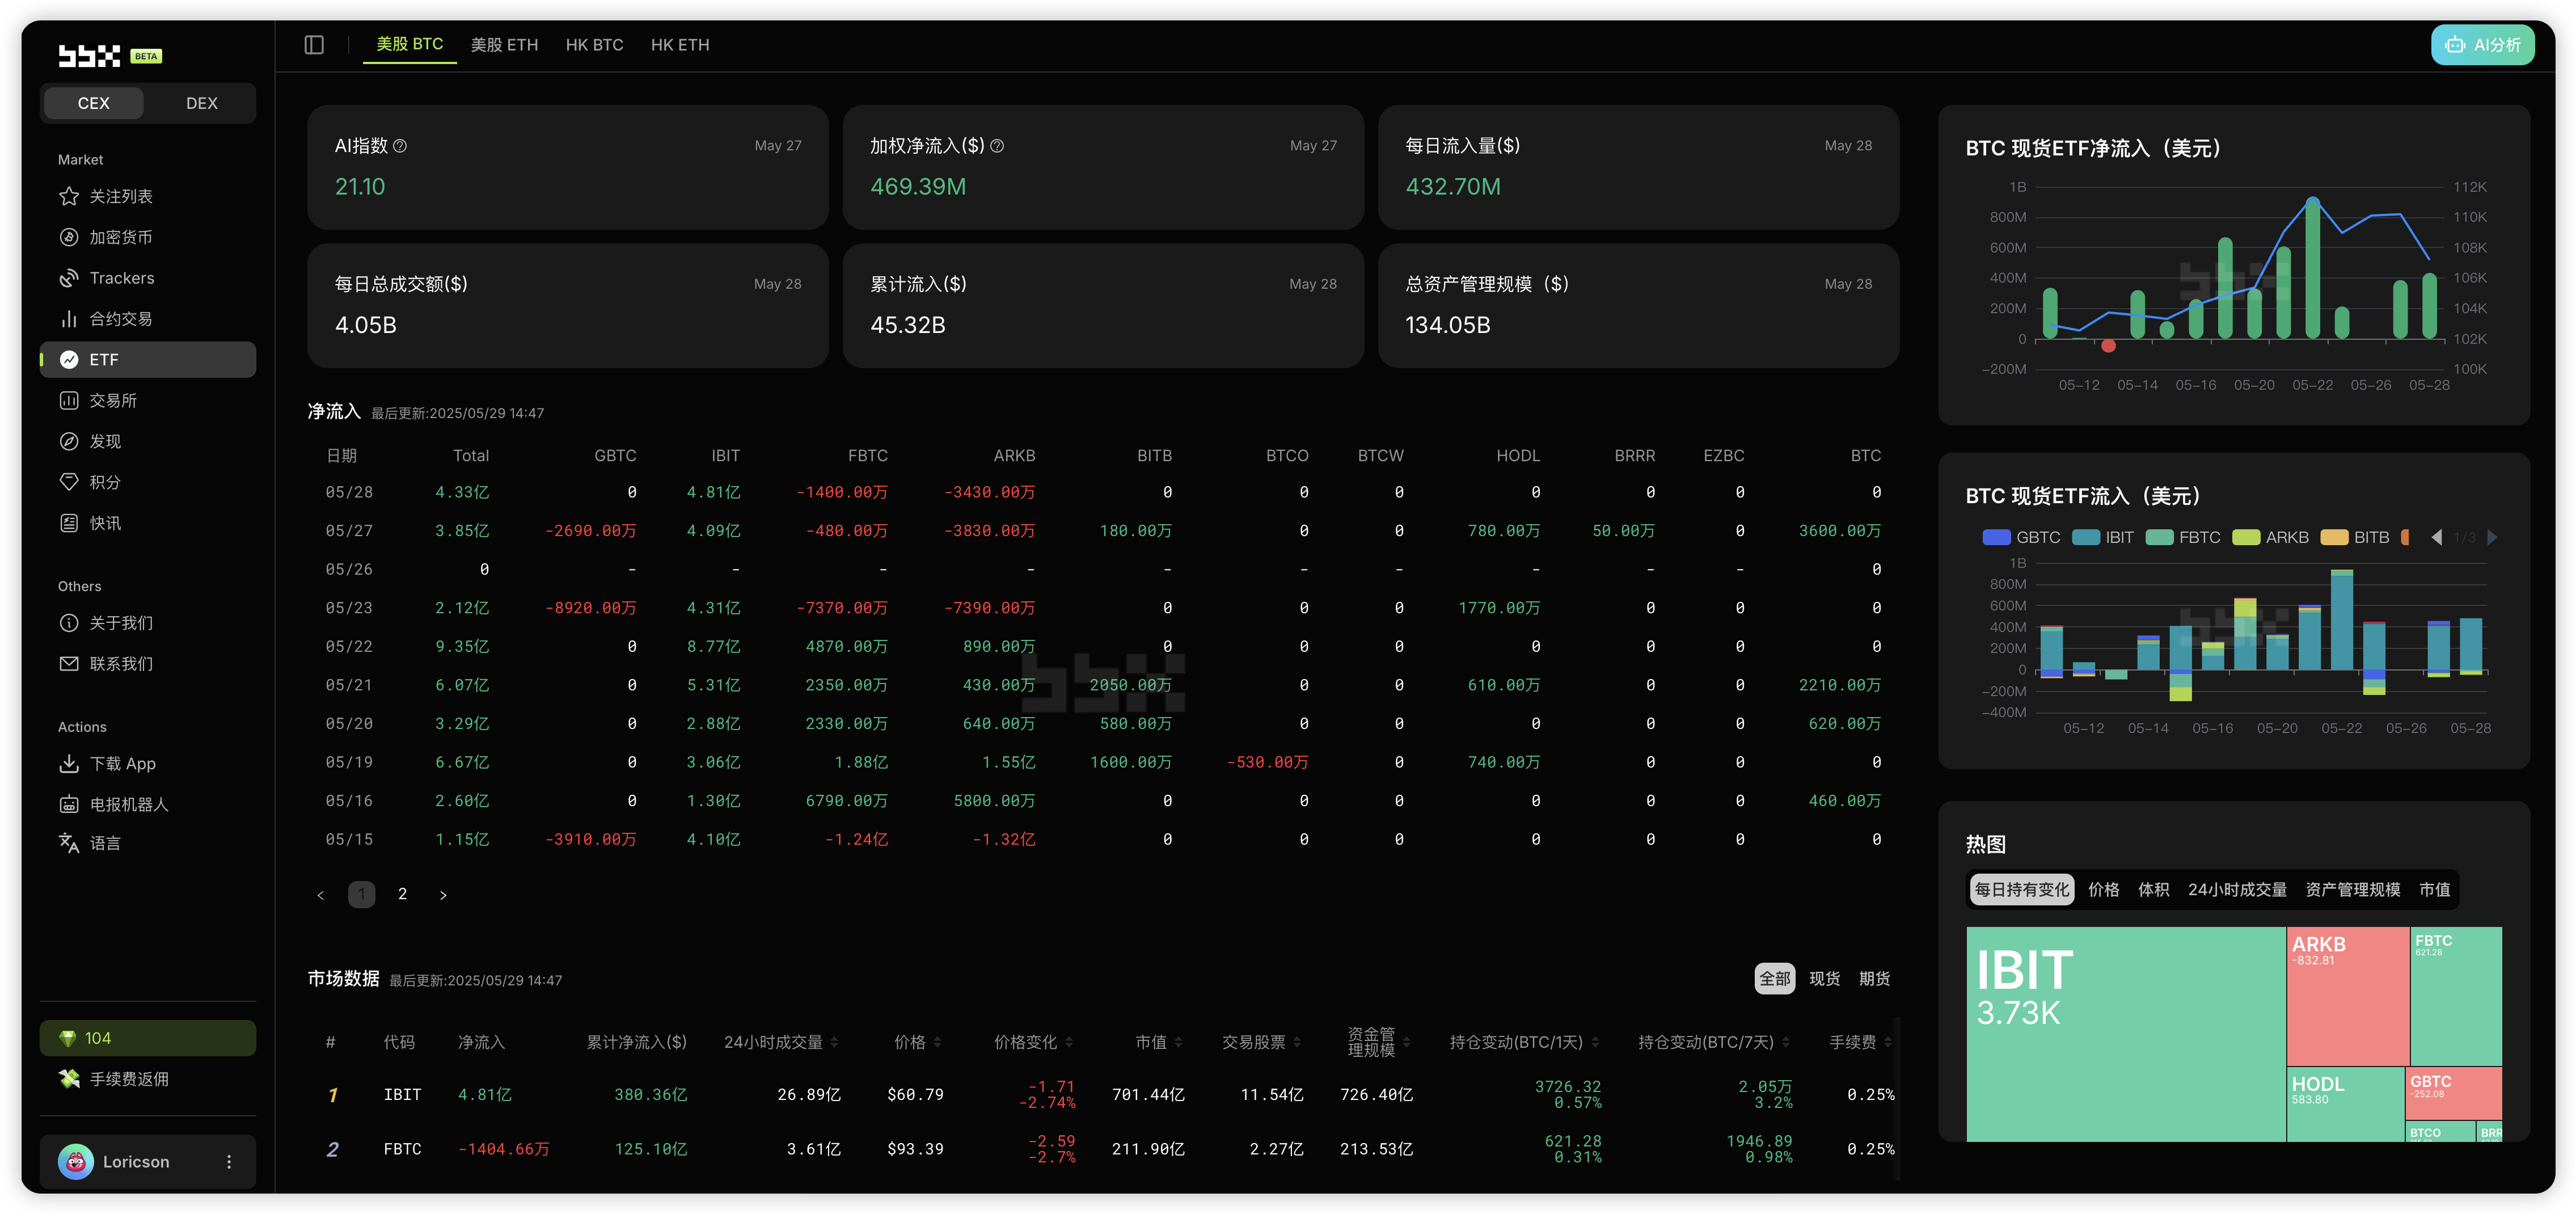 bbx BETA
CEX DEX
Market
关注列表
加密货币
Trackers
合约交易
ETF
交易所
发现
积分
快讯
Others
关于我们
联系我们
Actions
下载 App
电报机器人
语言
104
手续费返佣
Loricson
美股 BTC 美股 ETH HK BTC HK ETH
AI分析
AI指数 May 27
21.10
加权净流入($) May 27
469.39M
每日流入量($) May 28
432.70M
每日总成交额($) May 28
4.05B
累计流入($) May 28
45.32B
总资产管理规模（$） May 28
134.05B
净流入 最后更新:2025/05/29 14:47
日期 Total GBTC IBIT FBTC ARKB BITB BTCO BTCW HODL BRRR EZBC BTC
05/28 4.33亿 0 4.81亿 -1400.00万 -3430.00万 0 0 0 0 0 0 0
05/27 3.85亿 -2690.00万 4.09亿 -480.00万 -3830.00万 180.00万 0 0 780.00万 50.00万 0 3600.00万
05/26 0 - - - - - - - - - - 0
05/23 2.12亿 -8920.00万 4.31亿 -7370.00万 -7390.00万 0 0 0 1770.00万 0 0 0
05/22 9.35亿 0 8.77亿 4870.00万 890.00万 0 0 0 0 0 0 0
05/21 6.07亿 0 5.31亿 2350.00万 430.00万 2050.00万 0 0 610.00万 0 0 2210.00万
05/20 3.29亿 0 2.88亿 2330.00万 640.00万 580.00万 0 0 0 0 0 620.00万
05/19 6.67亿 0 3.06亿 1.88亿 1.55亿 1600.00万 -530.00万 0 740.00万 0 0 0
05/16 2.60亿 0 1.30亿 6790.00万 5800.00万 0 0 0 0 0 0 460.00万
05/15 1.15亿 -3910.00万 4.10亿 -1.24亿 -1.32亿 0 0 0 0 0 0 0
< 1 2 >
市场数据 最后更新:2025/05/29 14:47
全部 现货 期货
# 代码 净流入 累计净流入($) 24小时成交量 价格 价格变化 市值 交易股票 资金管理规模 持仓变动(BTC/1天) 持仓变动(BTC/7天) 手续费
1 IBIT 4.81亿 380.36亿 26.89亿 $60.79 -1.71 -2.74% 701.44亿 11.54亿 726.40亿 3726.32 0.57% 2.05万 3.2% 0.25%
2 FBTC -1404.66万 125.10亿 3.61亿 $93.39 -2.59 -2.7% 211.90亿 2.27亿 213.53亿 621.28 0.31% 1946.89 0.98% 0.25%
BTC 现货ETF净流入（美元）
1B 112K
800M 110K
600M 108K
400M 106K
200M 104K
0 102K
-200M 100K
05-12 05-14 05-16 05-20 05-22 05-26 05-28
BTC 现货ETF流入（美元）
GBTC IBIT FBTC ARKB BITB 1/3
1B
800M
600M
400M
200M
0
-200M
-400M
05-12 05-14 05-16 05-20 05-22 05-26 05-28
热图
每日持有变化 价格 体积 24小时成交量 资产管理规模 市值
IBIT
3.73K
ARKB
-832.81
FBTC
621.28
HODL
583.80
GBTC
-252.08
BTCO
BRR